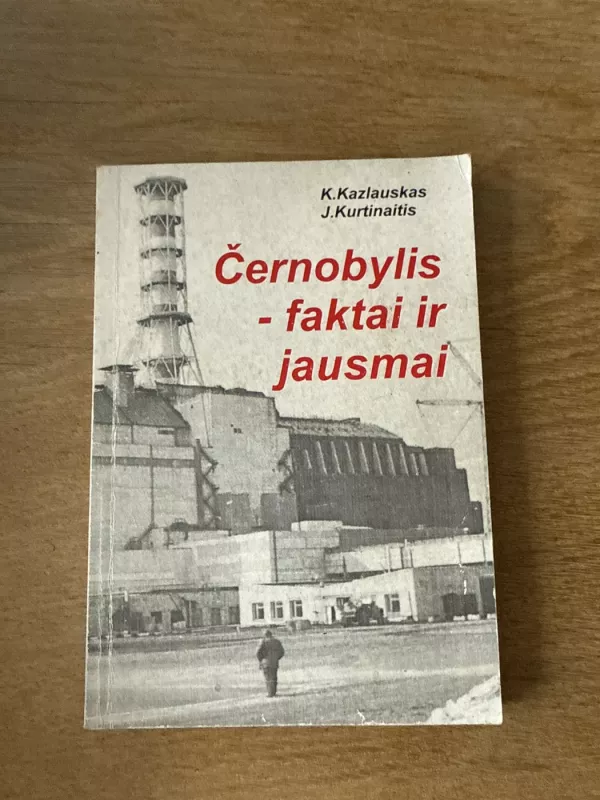 K.Kazlauskas
J.Kurtinaitis
Černobylis
- faktai ir
jausmai